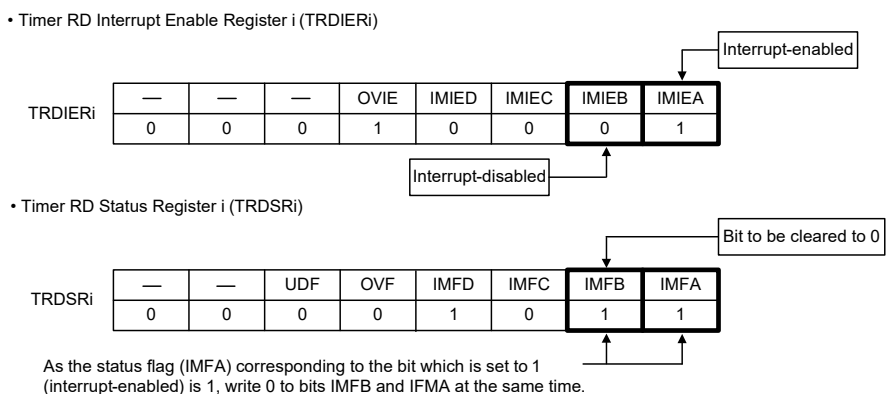 • Timer RD Interrupt Enable Register i (TRDIERi)
Interrupt-enabled
TRDIERi
— — — OVIE IMIED IMIEC IMIEB IMIEA
0 0 0 1 0 0 0 1
Interrupt-disabled
• Timer RD Status Register i (TRDSRi)
Bit to be cleared to 0
TRDSRi
— — UDF OVF IMFD IMFC IMFB IMFA
0 0 0 0 1 0 1 1
As the status flag (IMFA) corresponding to the bit which is set to 1
(interrupt-enabled) is 1, write 0 to bits IMFB and IFMA at the same time.